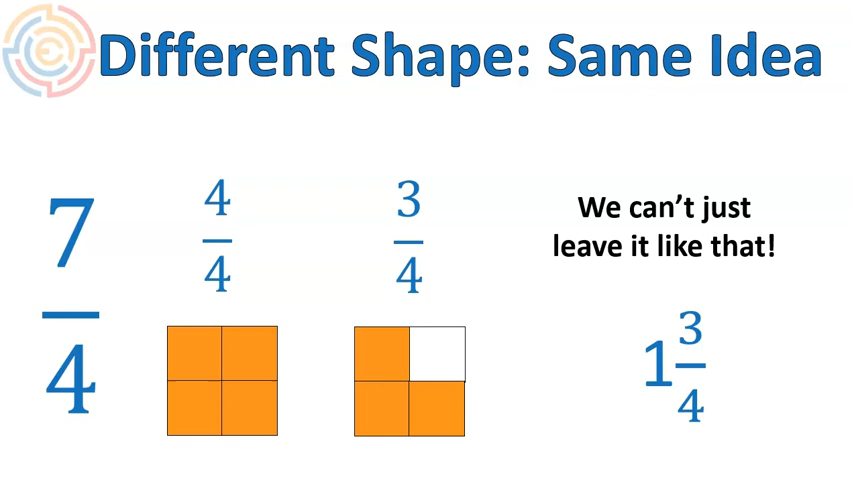 Different Shape: Same Idea
7/4
4/4
3/4
We can't just
leave it like that!
1 3/4